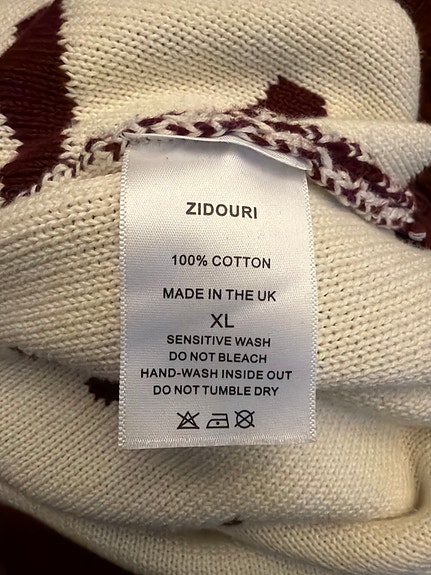 ZIDOURI
100% COTTON
MADE IN THE UK
XL
SENSITIVE WASH
DO NOT BLEACH
HAND-WASH INSIDE OUT
DO NOT TUMBLE DRY